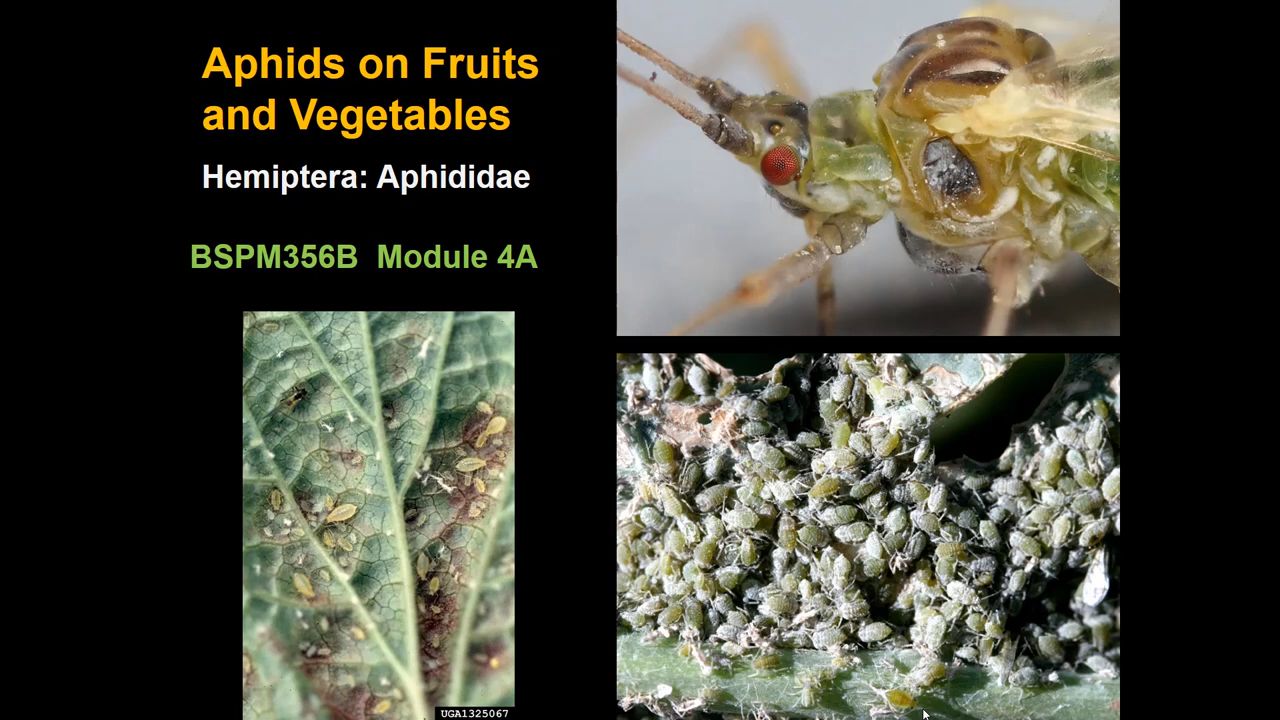 Aphids on Fruits
and Vegetables
Hemiptera: Aphididae
BSPM356B Module 4A
UGA1325067